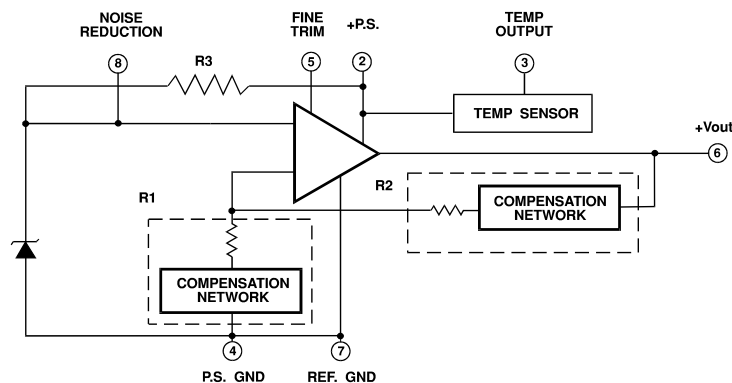 NOISE
REDUCTION
FINE
TRIM
+P.S.
TEMP
OUTPUT
8
R3
5
2
3
TEMP SENSOR
+Vout
6
R2
R1
COMPENSATION
NETWORK
COMPENSATION
NETWORK
4
7
P.S. GND
REF. GND